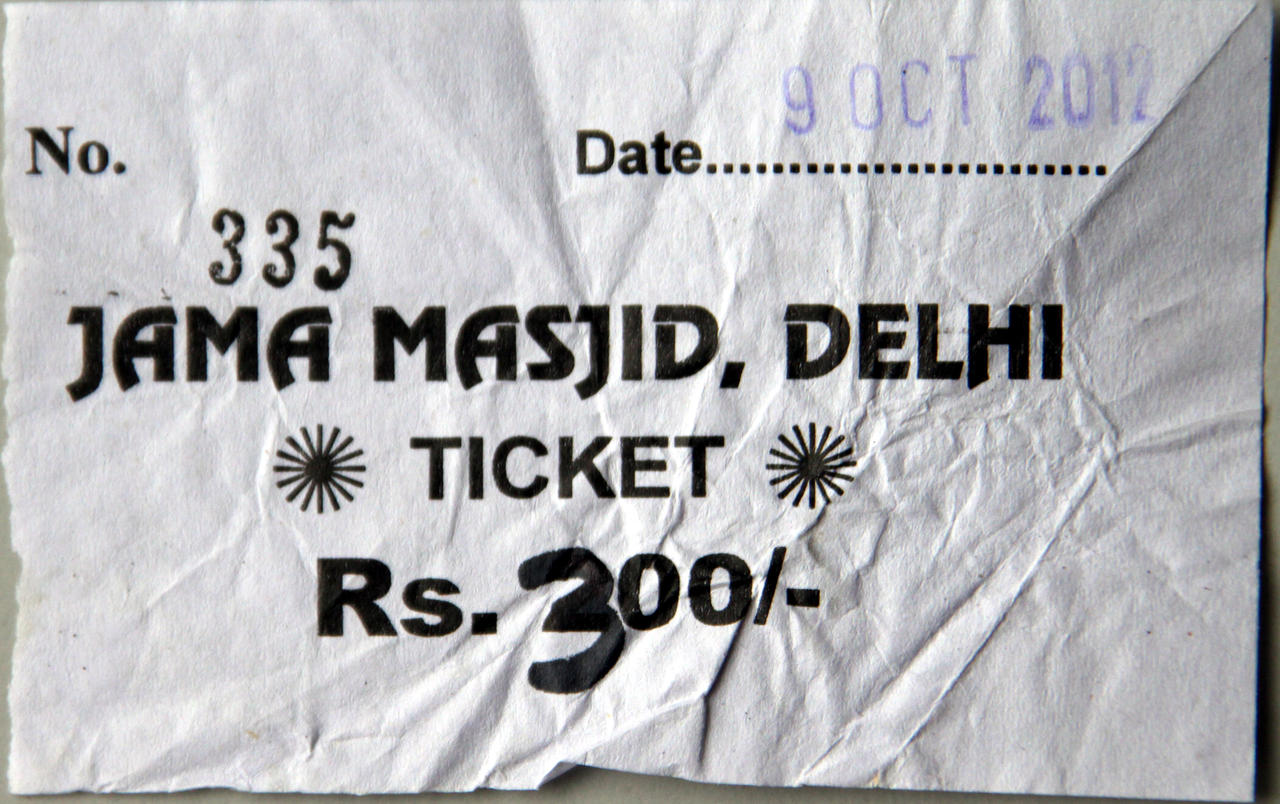 No. Date........................ 9 OCT 2012
335
JAMA MASJID, DELHI
TICKET
Rs. 300/-